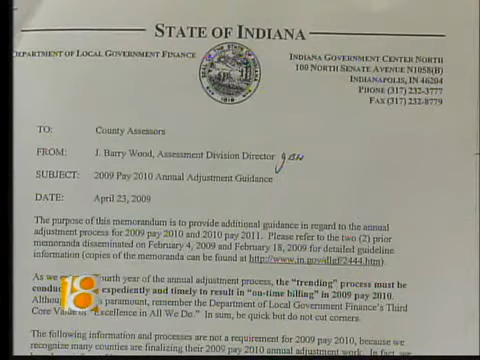 STATE OF INDIANA
DEPARTMENT OF LOCAL GOVERNMENT FINANCE
INDIANA GOVERNMENT CENTER NORTH
100 NORTH SENATE AVENUE N1058(B)
INDIANAPOLIS, IN 46204
PHONE (317) 232-3777
FAX (317) 232-8779
SEAL OF THE STATE OF INDIANA
1816
TO: County Assessors
FROM: J. Barry Wood, Assessment Division Director JBW
SUBJECT: 2009 Pay 2010 Annual Adjustment Guidance
DATE: April 23, 2009
The purpose of this memorandum is to provide additional guidance in regard to the annual
adjustment process for 2009 pay 2010 and 2010 pay 2011. Please refer to the two (2) prior
memoranda disseminated on February 4, 2009 and February 18, 2009 for detailed guideline
information (copies of the memoranda can be found at http://www.in.gov/dlgf/2444.htm).
As we fourth year of the annual adjustment process, the "trending" process must be
expediently and timely to result in "on-time billing" in 2009 pay 2010.
paramount, remember the Department of Local Government Finance's Third
Core Value of "Excellence in All We Do." In sum, be quick but do not cut corners.
The following information and processes are not a requirement for 2009 pay 2010, because we
recognize many counties are finalizing their 2009 pay 2010 annual adjustment work. In fact, we
18